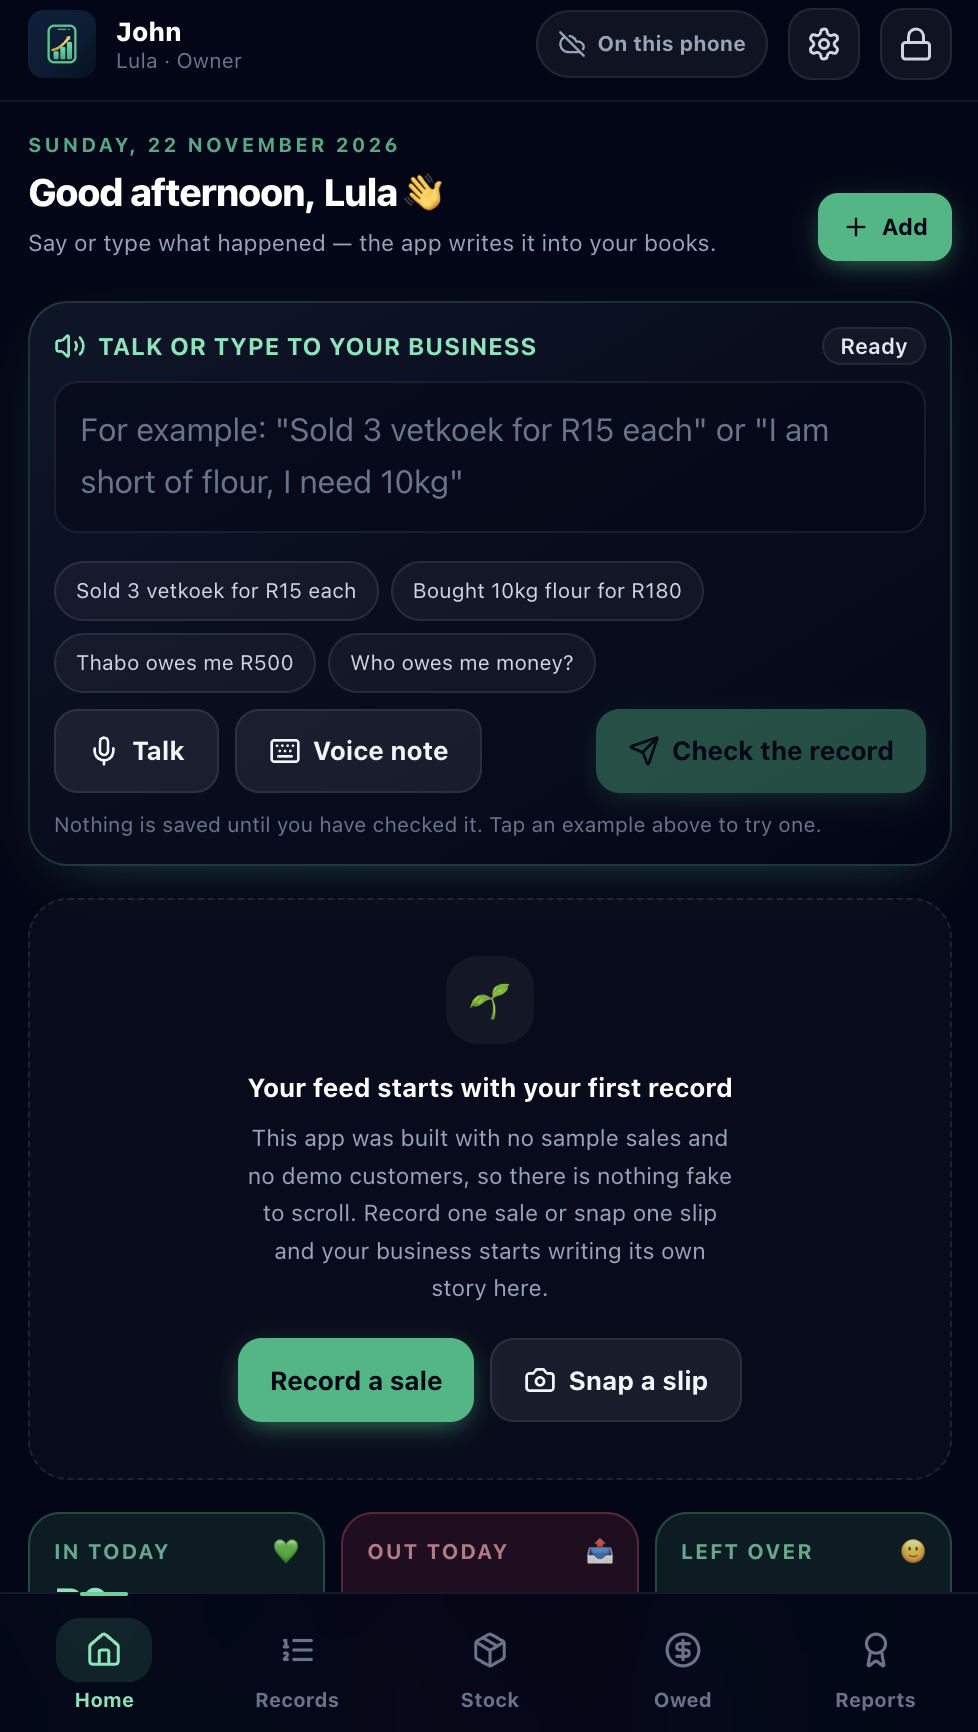 John
Lula · Owner
On this phone
SUNDAY, 22 NOVEMBER 2026
Good afternoon, Lula 👋
Say or type what happened — the app writes it into your books.
Add
TALK OR TYPE TO YOUR BUSINESS
Ready
For example: "Sold 3 vetkoek for R15 each" or "I am
short of flour, I need 10kg"
Sold 3 vetkoek for R15 each
Bought 10kg flour for R180
Thabo owes me R500
Who owes me money?
Talk
Voice note
Check the record
Nothing is saved until you have checked it. Tap an example above to try one.
Your feed starts with your first record
This app was built with no sample sales and
no demo customers, so there is nothing fake
to scroll. Record one sale or snap one slip
and your business starts writing its own
story here.
Record a sale
Snap a slip
IN TODAY
OUT TODAY
LEFT OVER
Home
Records
Stock
Owed
Reports